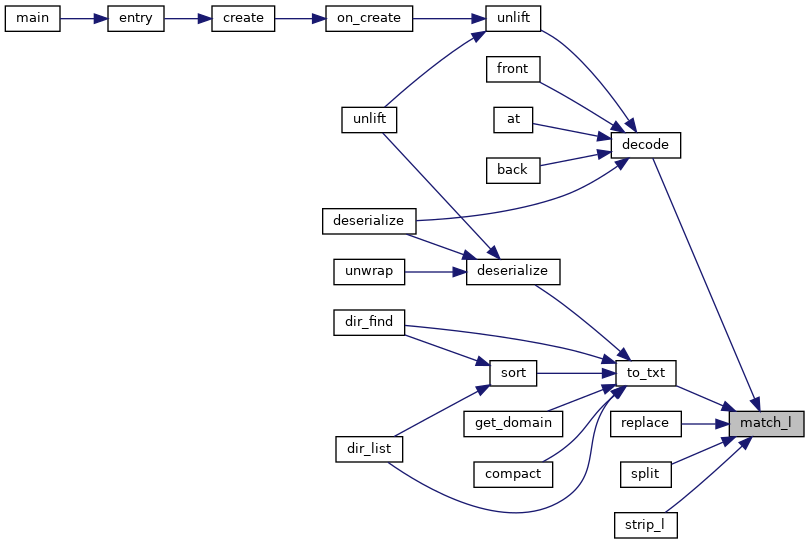 main
entry
create
on_create
unlift
front
at
unlift
decode
back
deserialize
unwrap
deserialize
dir_find
sort
to_txt
get_domain
replace
match_l
dir_list
compact
split
strip_l